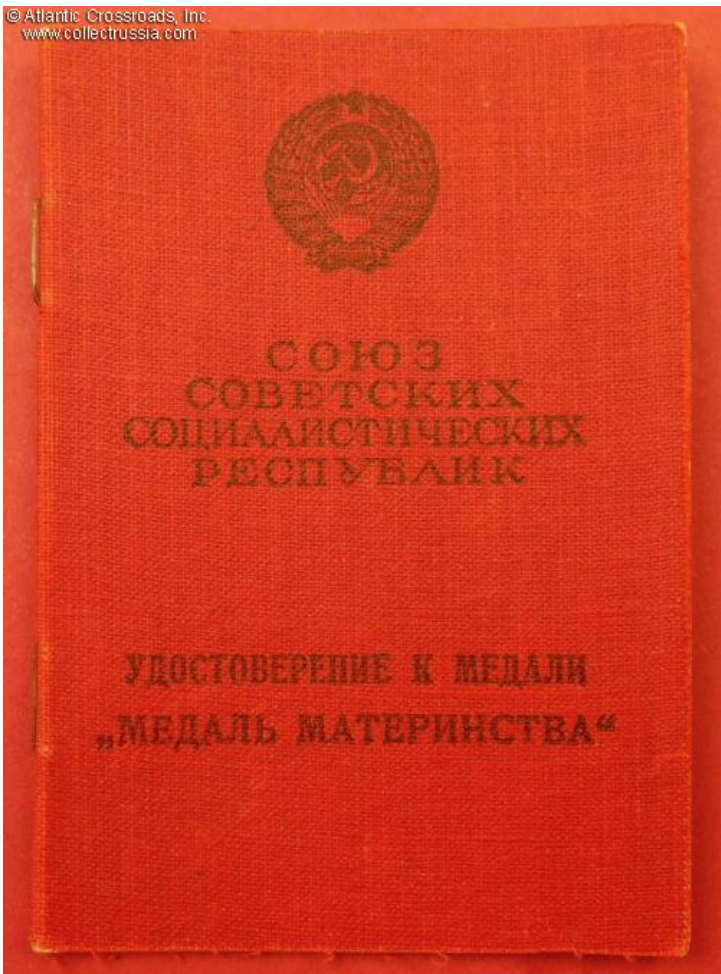 © Atlantic Crossroads, Inc.
www.collectrussia.com
СОЮЗ
СОВЕТСКИХ
СОЦИАЛИСТИЧЕСКИХ
РЕСПУБЛИК
УДОСТОВЕРЕНИЕ К МЕДАЛИ
„МЕДАЛЬ МАТЕРИНСТВА“